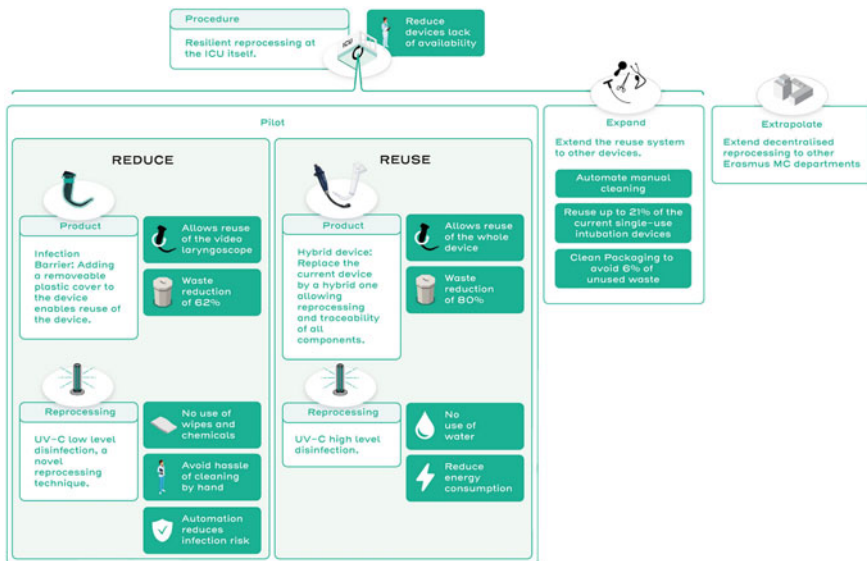 Procedure
Resilient reprocessing at
the ICU itself.
ICU
Reduce
devices lack
of availability
Pilot
REDUCE
Product
Infection
Barrier: Adding
a removeable
plastic cover to
the device
enables reuse of
the device.
Allows reuse
of the video
laryngoscope
Waste
reduction
of 62%
Reprocessing
UV-C low level
disinfection, a
novel
reprocessing
technique.
No use of
wipes and
chemicals
Avoid hassle
of cleaning
by hand
Automation
reduces
infection risk
REUSE
Product
Hybrid device:
Replace the
current device
by a hybrid one
allowing
reprocessing
and traceability
of all
components.
Allows reuse
of the whole
device
Waste
reduction
of 80%
Reprocessing
UV-C high level
disinfection.
No
use of
water
Reduce
energy
consumption
Expand
Extend the reuse system
to other devices.
Automate manual
cleaning
Reuse up to 21% of the
current single-use
intubation devices
Clean Packaging to
avoid 6% of
unused waste
Extrapolate
Extend decentralised
reprocessing to other
Erasmus MC departments